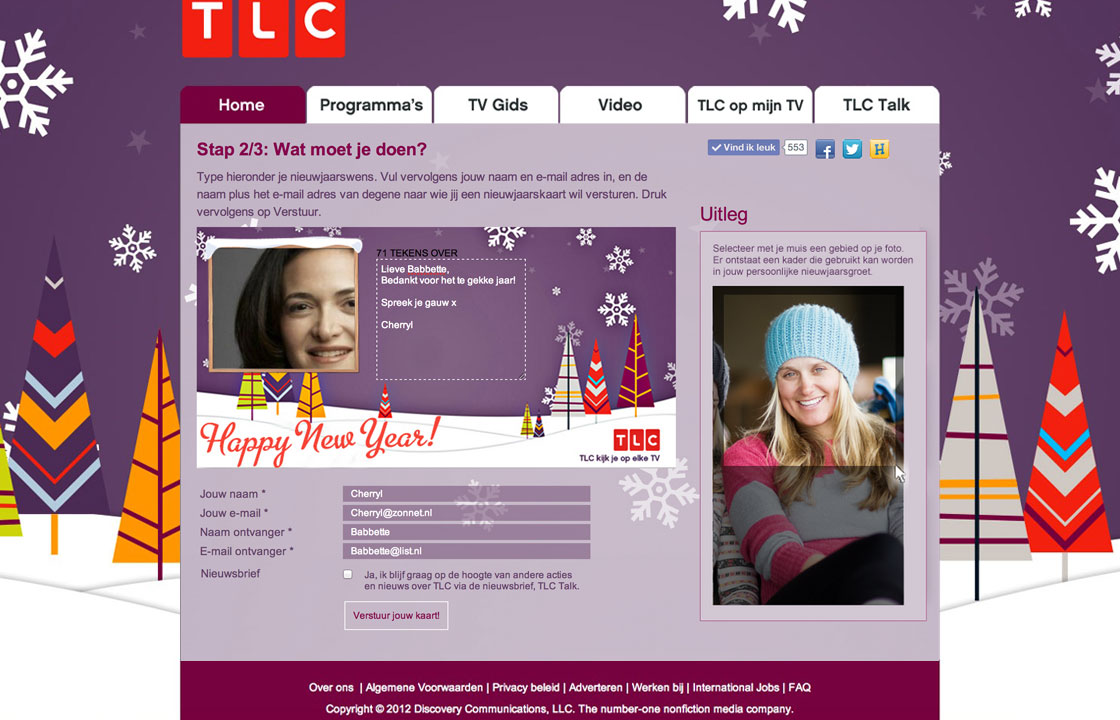 TLC
Home
Programma's
TV Gids
Video
TLC op mijn TV
TLC Talk
Stap 2/3: Wat moet je doen?
Vind ik leuk 553
Type hieronder je nieuwjaarswens. Vul vervolgens jouw naam en e-mail adres in, en de
naam plus het e-mail adres van degene naar wie jij een nieuwjaarskaart wil versturen. Druk
vervolgens op Verstuur.
71 TEKENS OVER
Lieve Babbette,
Bedankt voor het te gekke jaar!
Spreek je gauw x
Cherryl
Happy New Year!
TLC
TLC kijk je op elke TV
Jouw naam * Cherryl
Jouw e-mail * Cherryl@zonnet.nl
Naam ontvanger * Babbette
E-mail ontvanger * Babbette@list.nl
Nieuwsbrief
Ja, ik blijf graag op de hoogte van andere acties
en nieuws over TLC via de nieuwsbrief, TLC Talk.
Verstuur jouw kaart!
Uitleg
Selecteer met je muis een gebied op je foto.
Er ontstaat een kader die gebruikt kan worden
in jouw persoonlijke nieuwjaarsgroet.
Over ons | Algemene Voorwaarden | Privacy beleid | Adverteren | Werken bij | International Jobs | FAQ
Copyright © 2012 Discovery Communications, LLC. The number-one nonfiction media company.